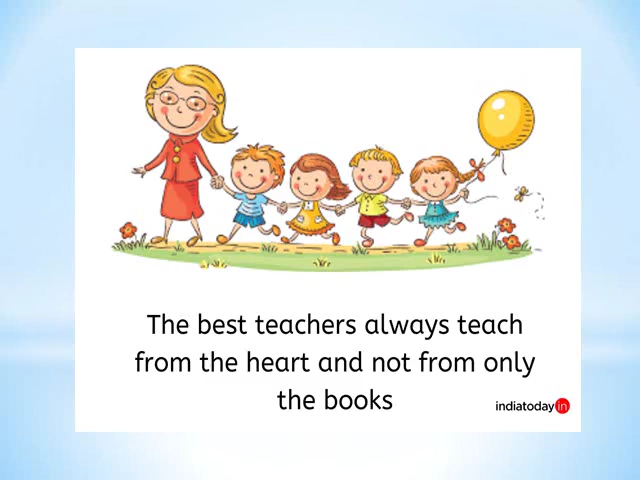 The best teachers always teach
from the heart and not from only
the books
indiatoday in